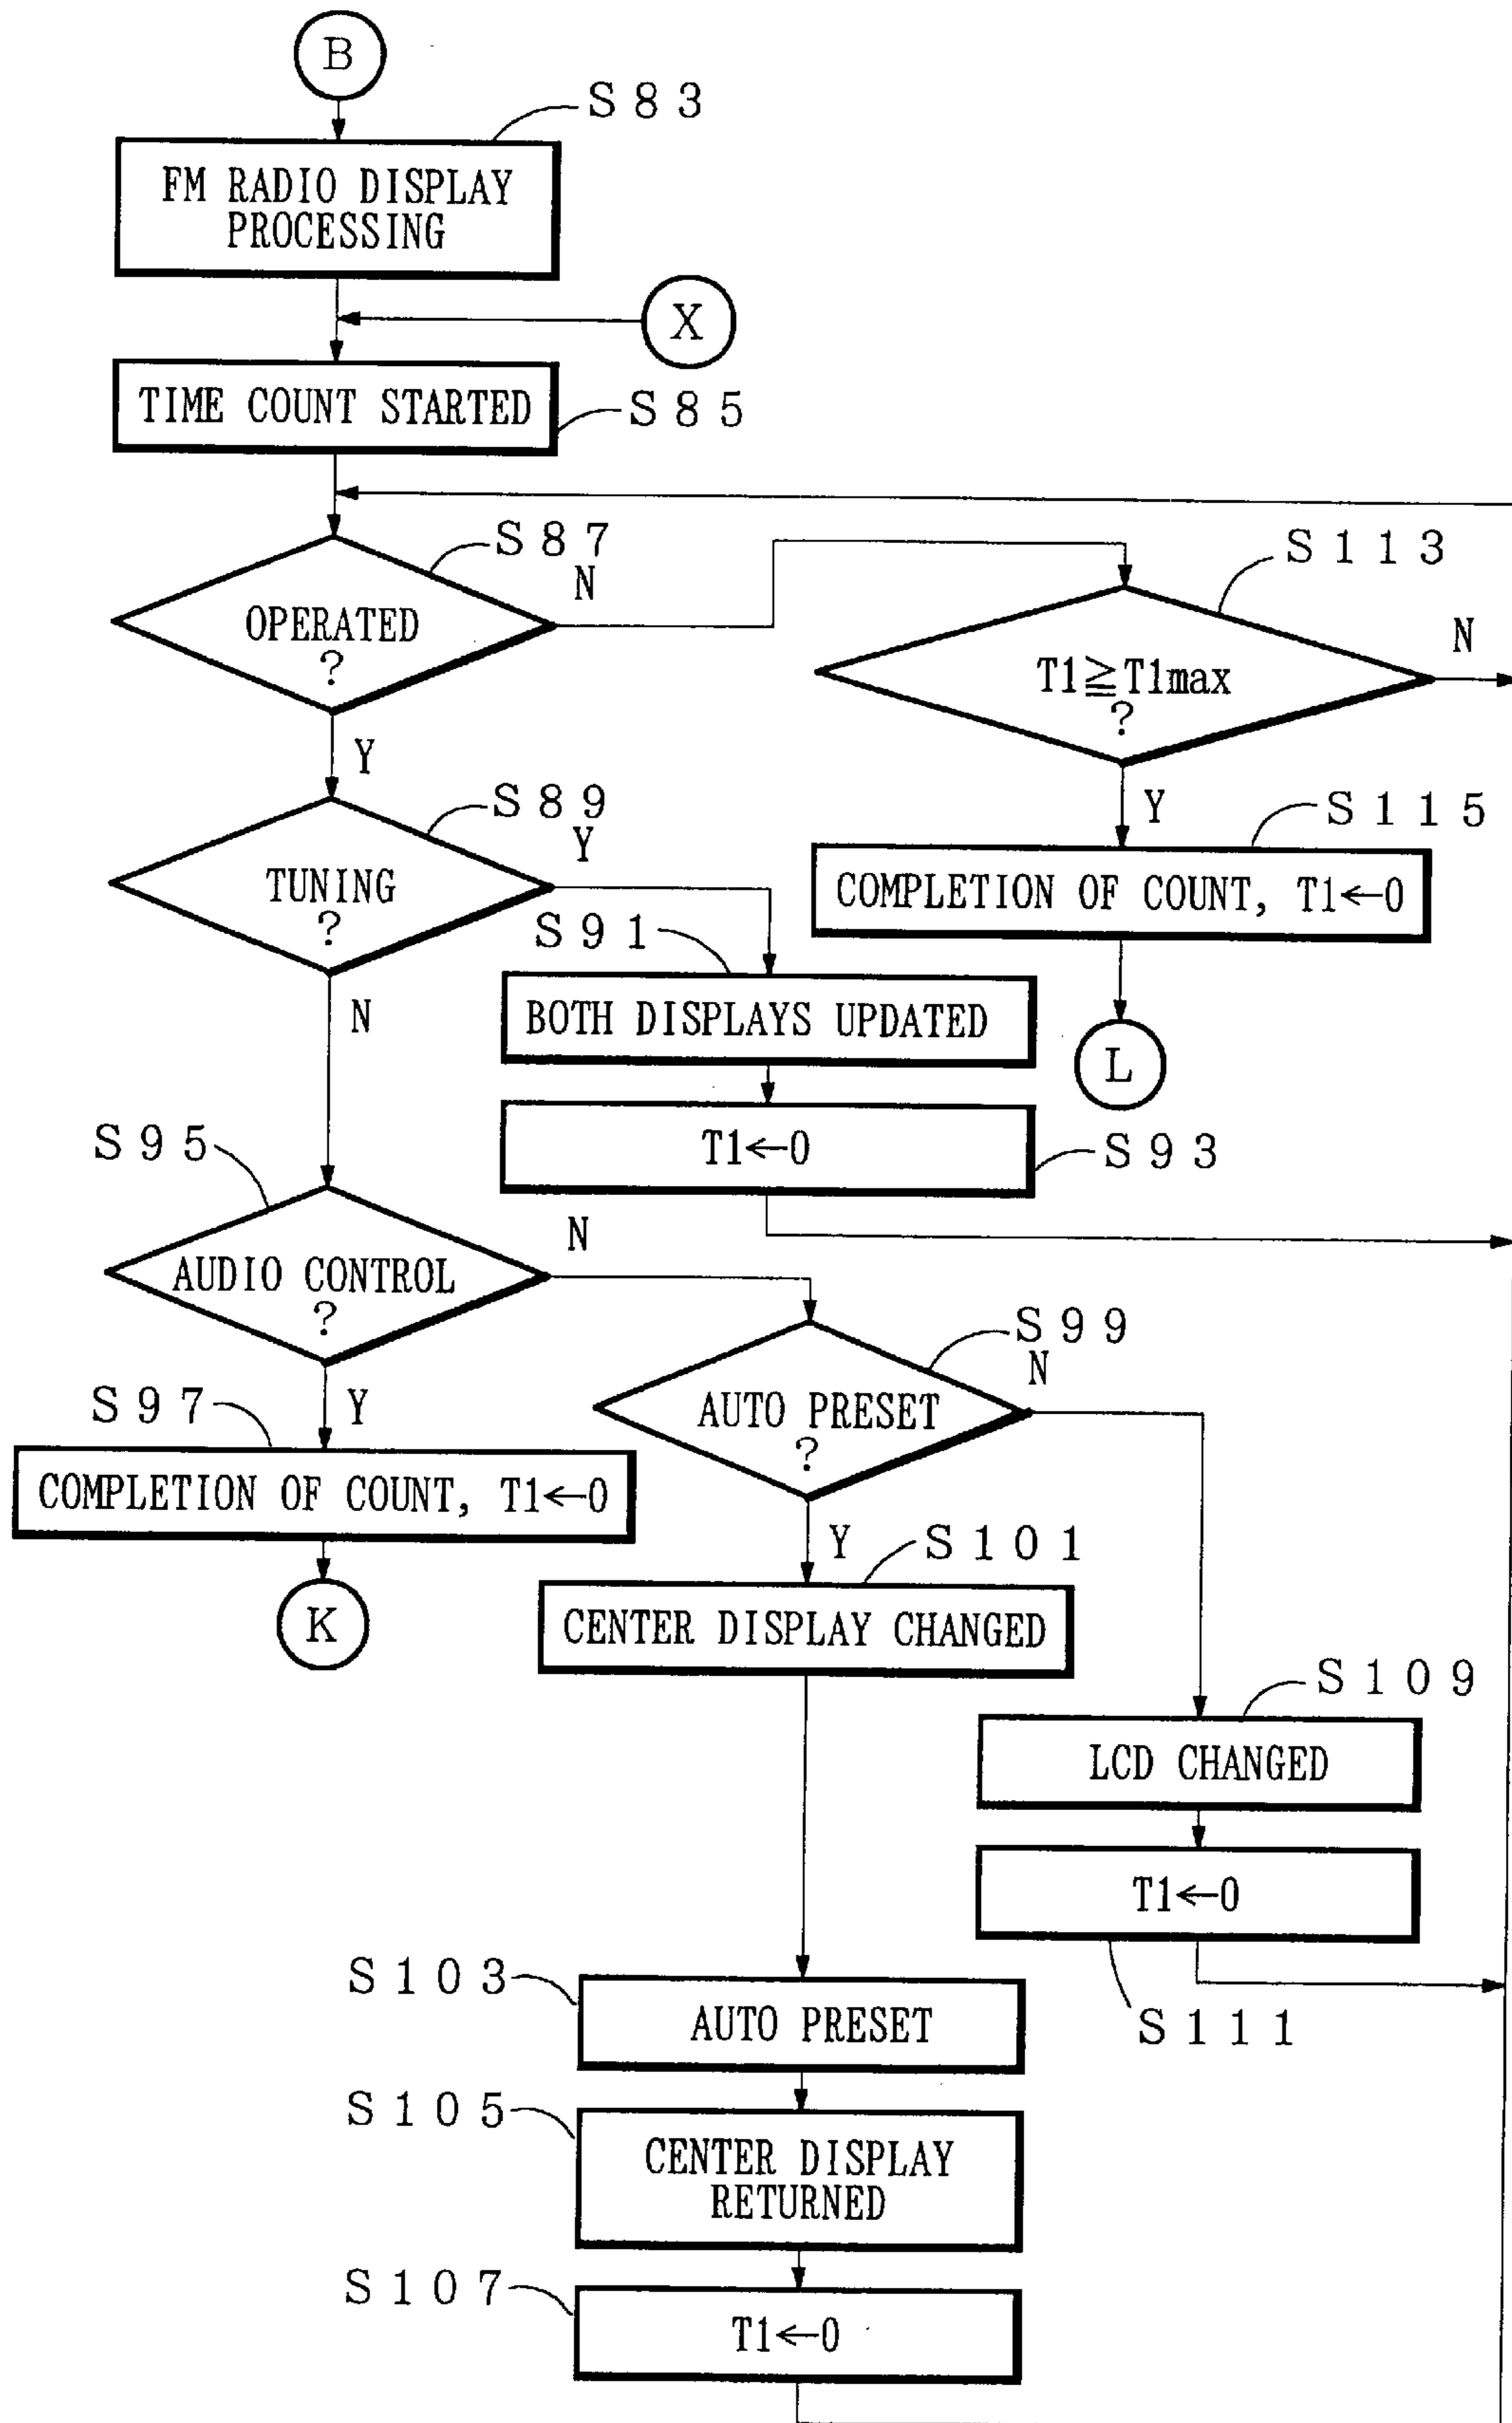 B
S83
FM RADIO DISPLAY
PROCESSING
X
TIME COUNT STARTED
S85
S87
N
OPERATED
?
Y
S113
N
T1≧T1max
?
Y
S115
COMPLETION OF COUNT, T1←0
L
S89
Y
TUNING
?
N
S91
BOTH DISPLAYS UPDATED
T1←0
S93
S95
N
AUDIO CONTROL
?
Y
S97
COMPLETION OF COUNT, T1←0
K
S99
N
AUTO PRESET
?
Y
S101
CENTER DISPLAY CHANGED
S109
LCD CHANGED
T1←0
S111
S103
AUTO PRESET
S105
CENTER DISPLAY
RETURNED
S107
T1←0